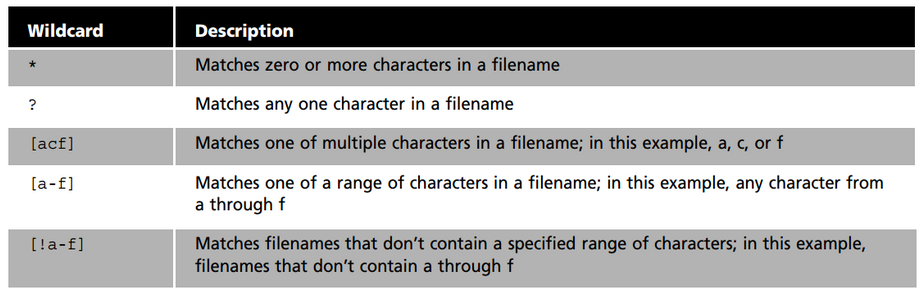 Wildcard Description
* Matches zero or more characters in a filename
? Matches any one character in a filename
[acf] Matches one of multiple characters in a filename; in this example, a, c, or f
[a-f] Matches one of a range of characters in a filename; in this example, any character from
a through f
[!a-f] Matches filenames that don’t contain a specified range of characters; in this example,
filenames that don’t contain a through f